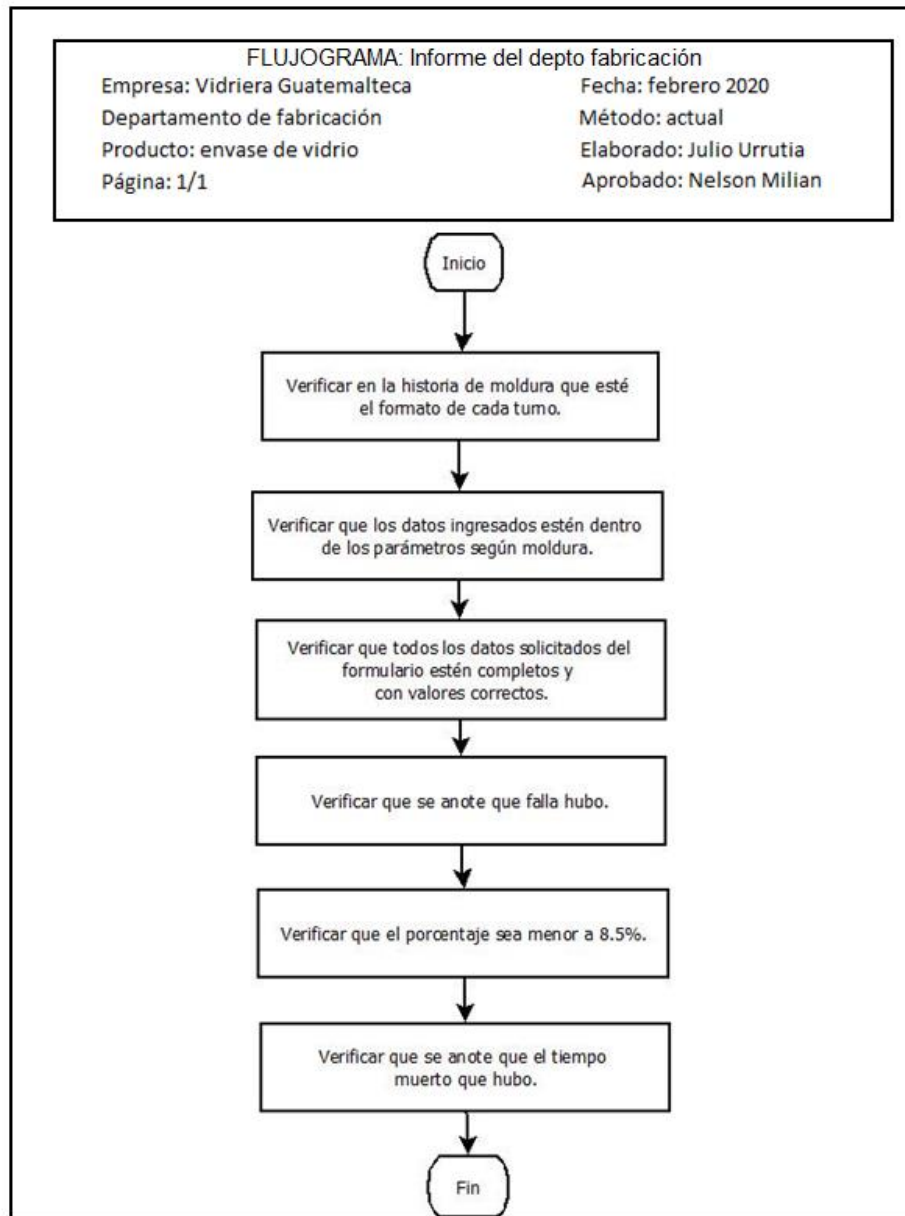 FLUJOGRAMA: Informe del depto fabricación
Empresa: Vidriera Guatemalteca
Fecha: febrero 2020
Departamento de fabricación
Método: actual
Producto: envase de vidrio
Elaborado: Julio Urrutia
Página: 1/1
Aprobado: Nelson Milian
Inicio
Verificar en la historia de moldura que esté
el formato de cada turno.
Verificar que los datos ingresados estén dentro
de los parámetros según moldura.
Verificar que todos los datos solicitados del
formulario estén completos y
con valores correctos.
Verificar que se anote que falla hubo.
Verificar que el porcentaje sea menor a 8.5%.
Verificar que se anote que el tiempo
muerto que hubo.
Fin